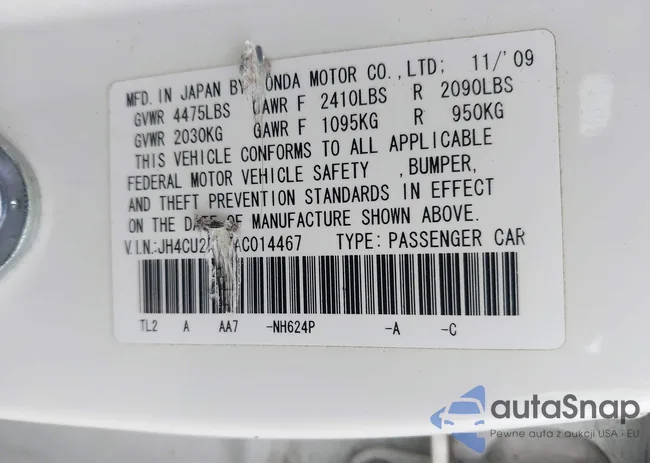 MFD. IN JAPAN BY HONDA MOTOR CO.,LTD; 11/'09
GVWR 4475LBS GAWR F 2410LBS R 2090LBS
GVWR 2030KG GAWR F 1095KG R 950KG
THIS VEHICLE CONFORMS TO ALL APPLICABLE
FEDERAL MOTOR VEHICLE SAFETY ,BUMPER,
AND THEFT PREVENTION STANDARDS IN EFFECT
ON THE DATE OF MANUFACTURE SHOWN ABOVE.
V.I.N.: TYPE: PASSENGER CAR
TL2 A AA7 -NH624P -A -C
autaSnap
Pewne auta z aukcji USA i EU